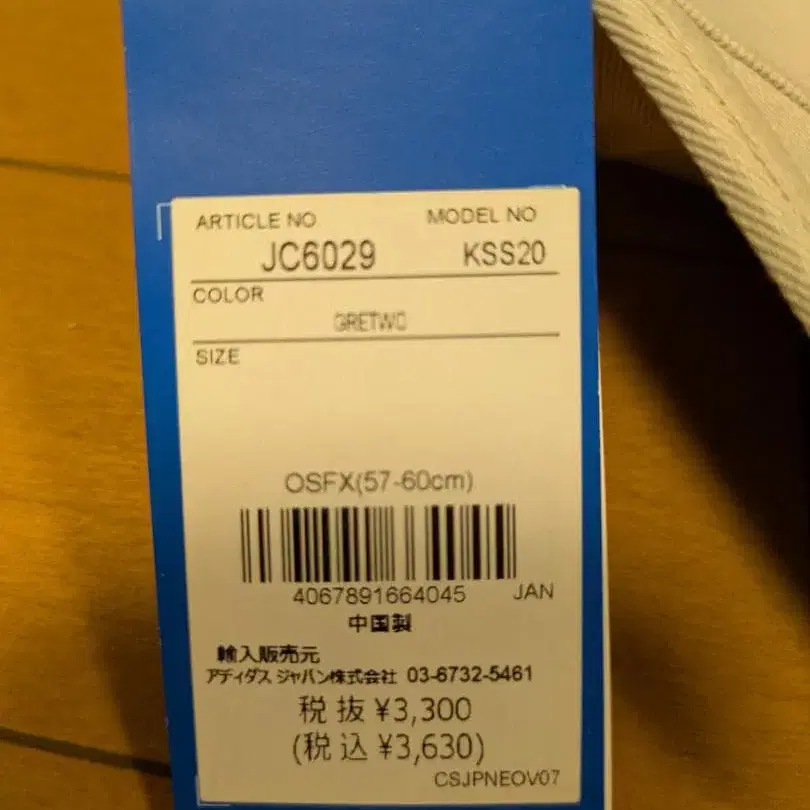 ARTICLE NO MODEL NO
JC6029 KSS20
COLOR
GRETWO
SIZE
OSFX(57-60cm)
4067891664045 JAN
中国製
輸入販売元
アディダス ジャパン株式会社 03-6732-5461
税抜 ¥3,300
(税込 ¥3,630)
CSJPNEOV07